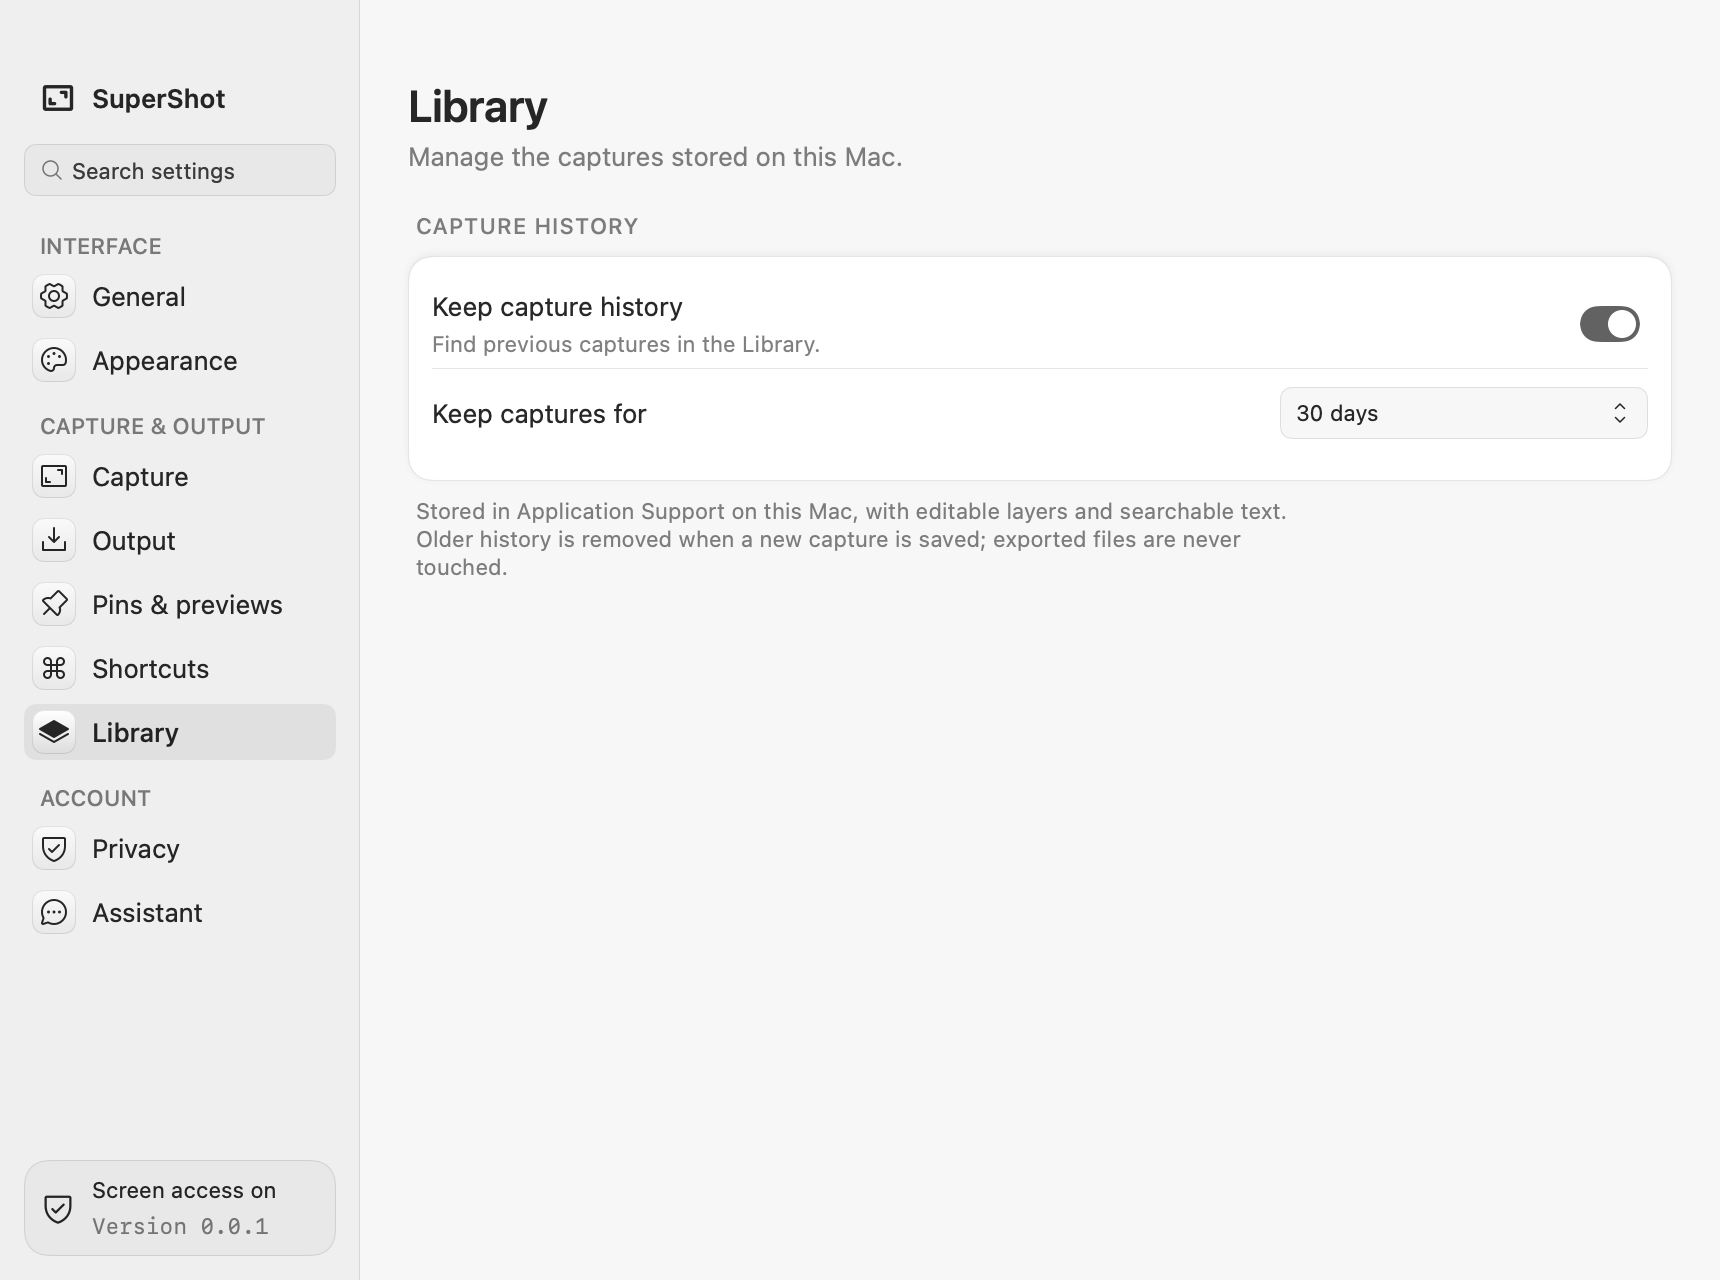 SuperShot
Search settings
INTERFACE
General
Appearance
CAPTURE & OUTPUT
Capture
Output
Pins & previews
Shortcuts
Library
ACCOUNT
Privacy
Assistant
Screen access on
Version 0.0.1
Library
Manage the captures stored on this Mac.
CAPTURE HISTORY
Keep capture history
Find previous captures in the Library.
Keep captures for
30 days
Stored in Application Support on this Mac, with editable layers and searchable text.
Older history is removed when a new capture is saved; exported files are never
touched.